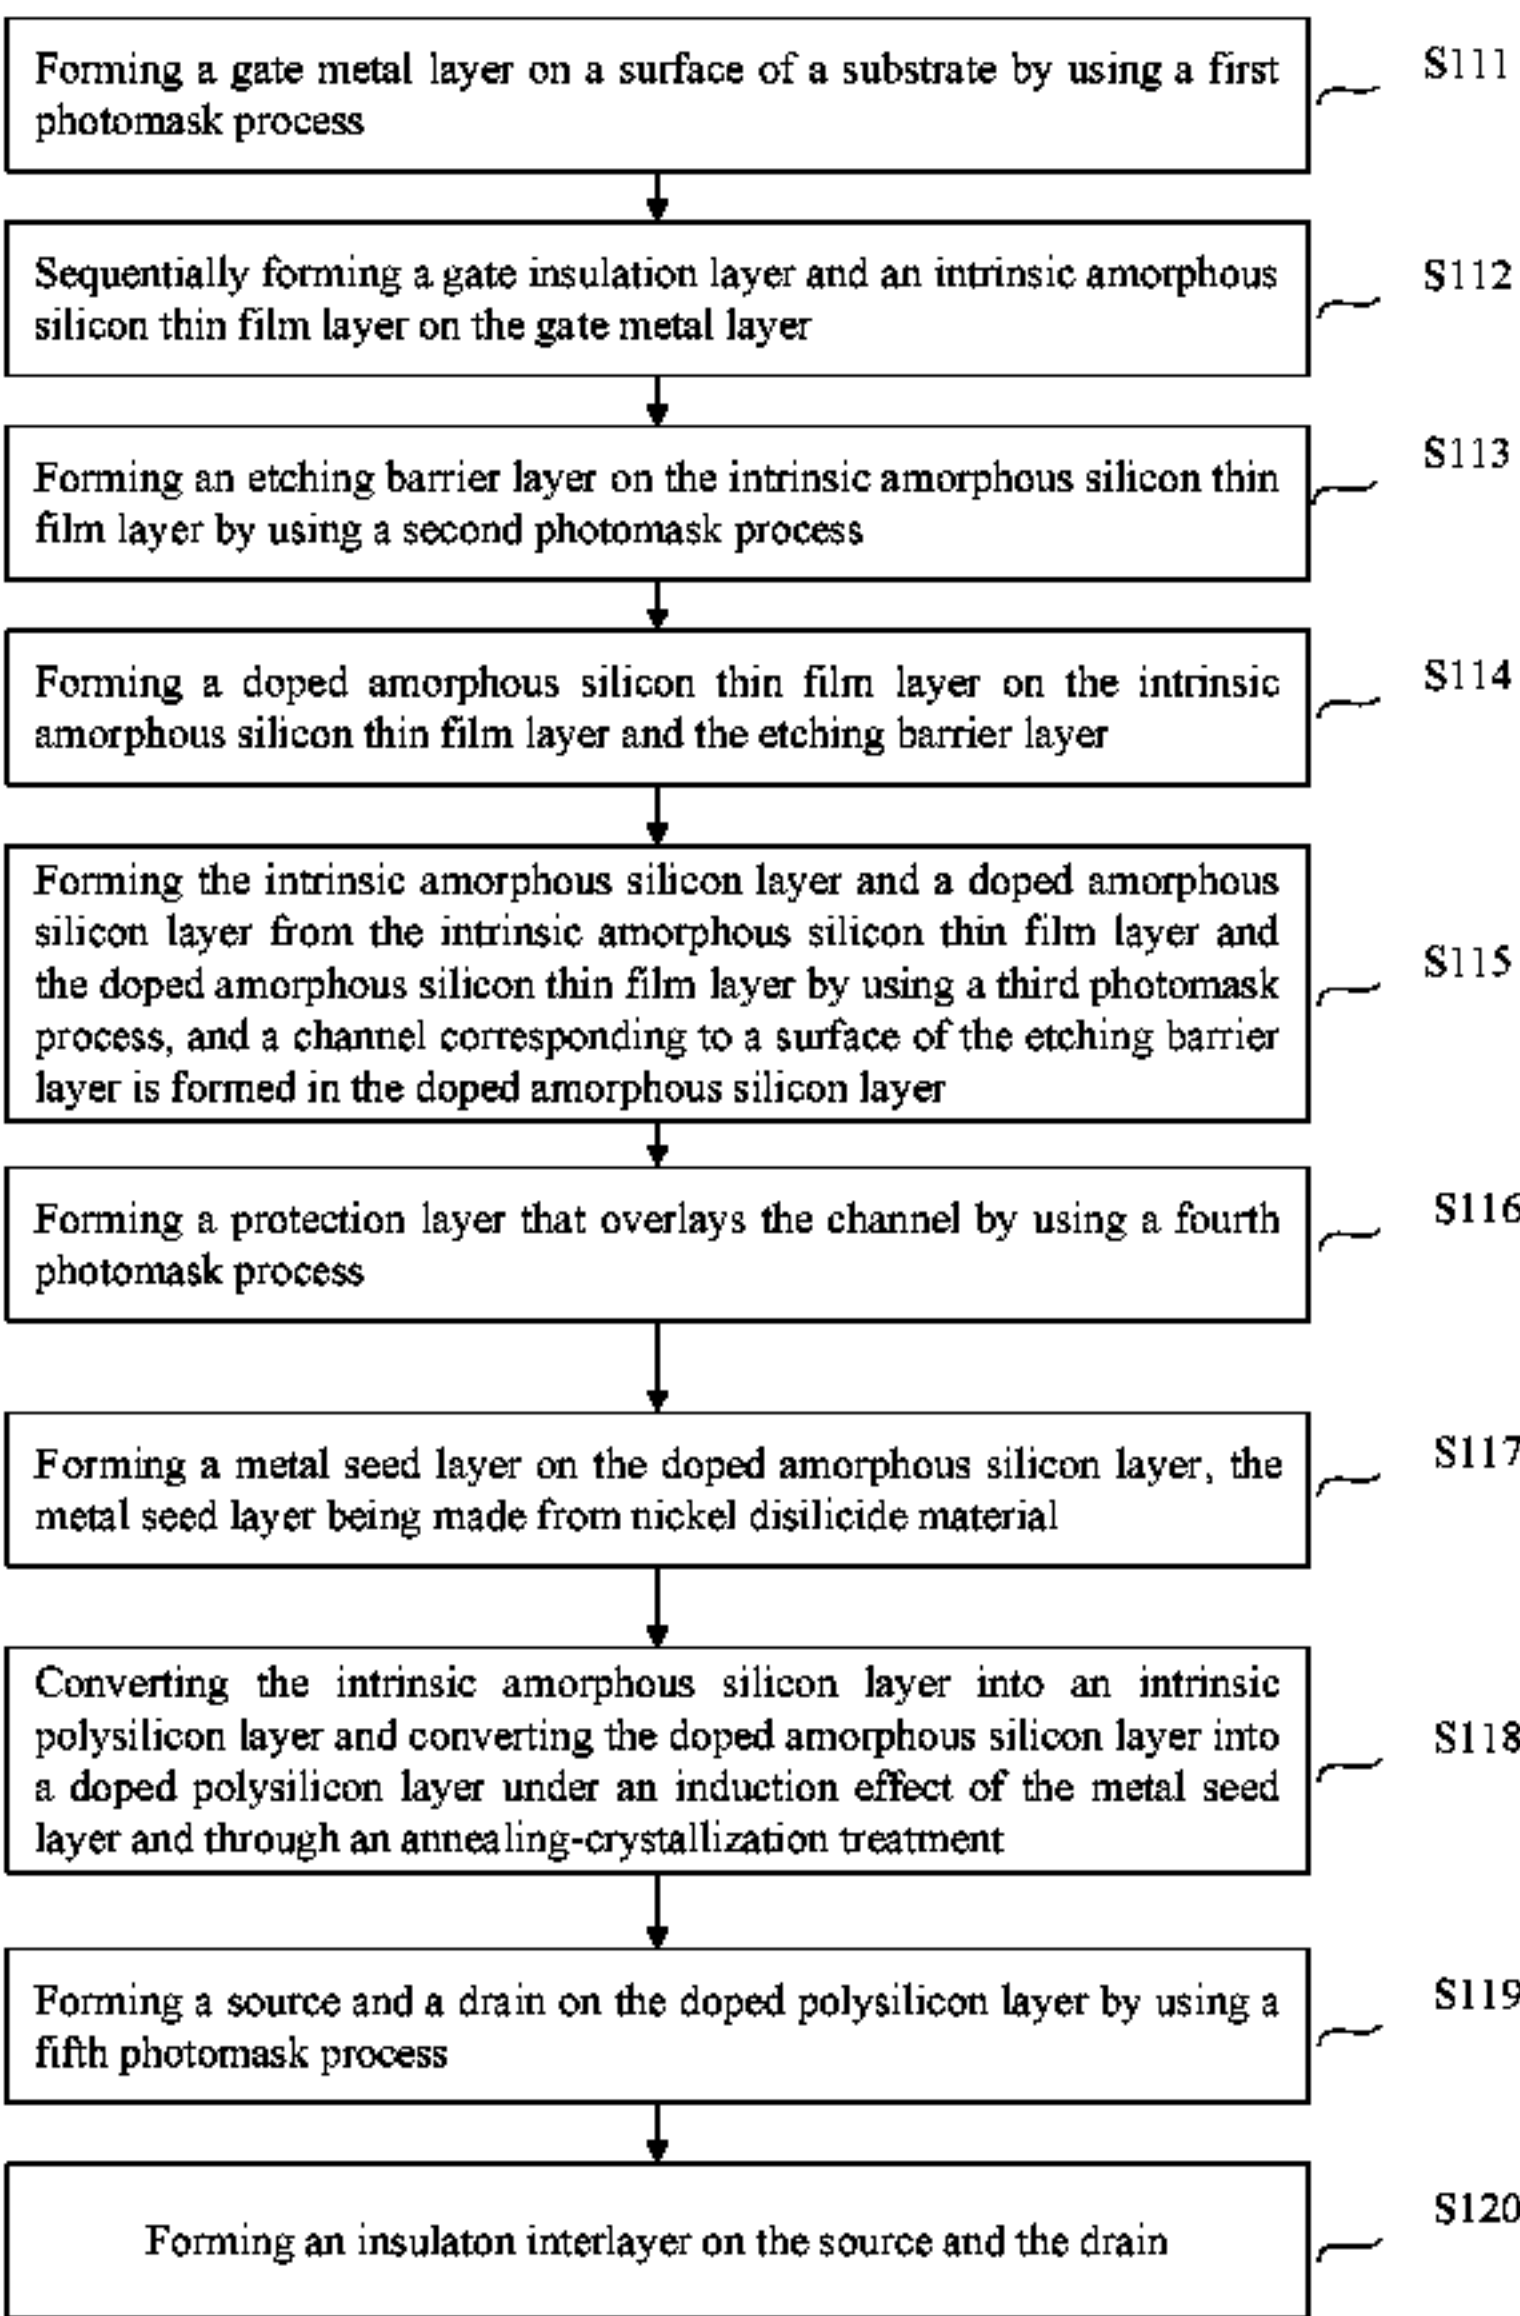 Forming a gate metal layer on a surface of a substrate by using a first
photomask process
S111
Sequentially forming a gate insulation layer and an intrinsic amorphous
silicon thin film layer on the gate metal layer
S112
Forming an etching barrier layer on the intrinsic amorphous silicon thin
film layer by using a second photomask process
S113
Forming a doped amorphous silicon thin film layer on the intrinsic
amorphous silicon thin film layer and the etching barrier layer
S114
Forming the intrinsic amorphous silicon layer and a doped amorphous
silicon layer from the intrinsic amorphous silicon thin film layer and
the doped amorphous silicon thin film layer by using a third photomask
process, and a channel corresponding to a surface of the etching barrier
layer is formed in the doped amorphous silicon layer
S115
Forming a protection layer that overlays the channel by using a fourth
photomask process
S116
Forming a metal seed layer on the doped amorphous silicon layer, the
metal seed layer being made from nickel disilicide material
S117
Converting the intrinsic amorphous silicon layer into an intrinsic
polysilicon layer and converting the doped amorphous silicon layer into
a doped polysilicon layer under an induction effect of the metal seed
layer and through an annealing-crystallization treatment
S118
Forming a source and a drain on the doped polysilicon layer by using a
fifth photomask process
S119
Forming an insulaton interlayer on the source and the drain
S120